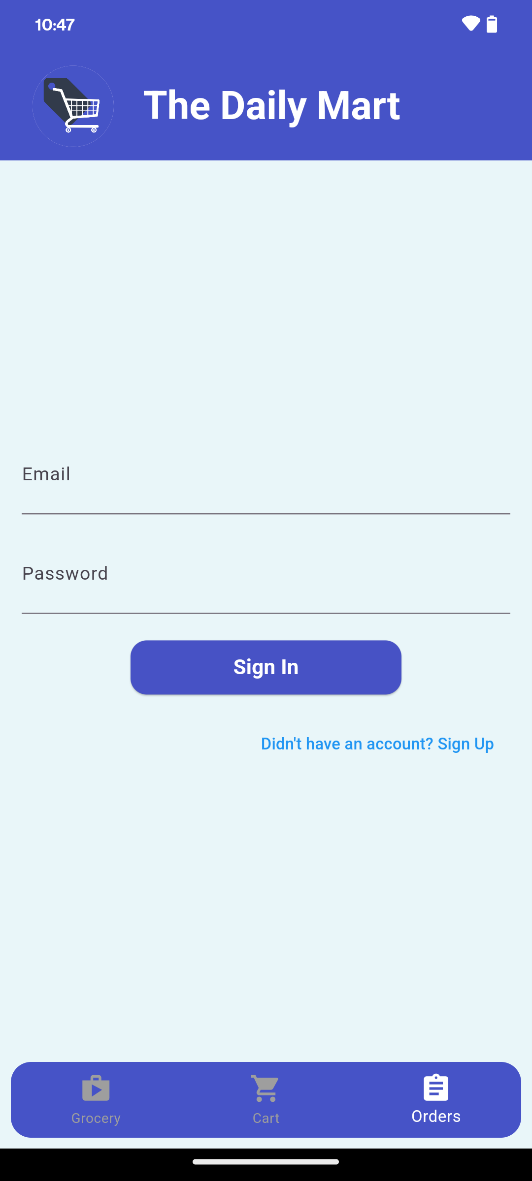 10:47
The Daily Mart
Email
Password
Sign In
Didn't have an account? Sign Up
Grocery
Cart
Orders